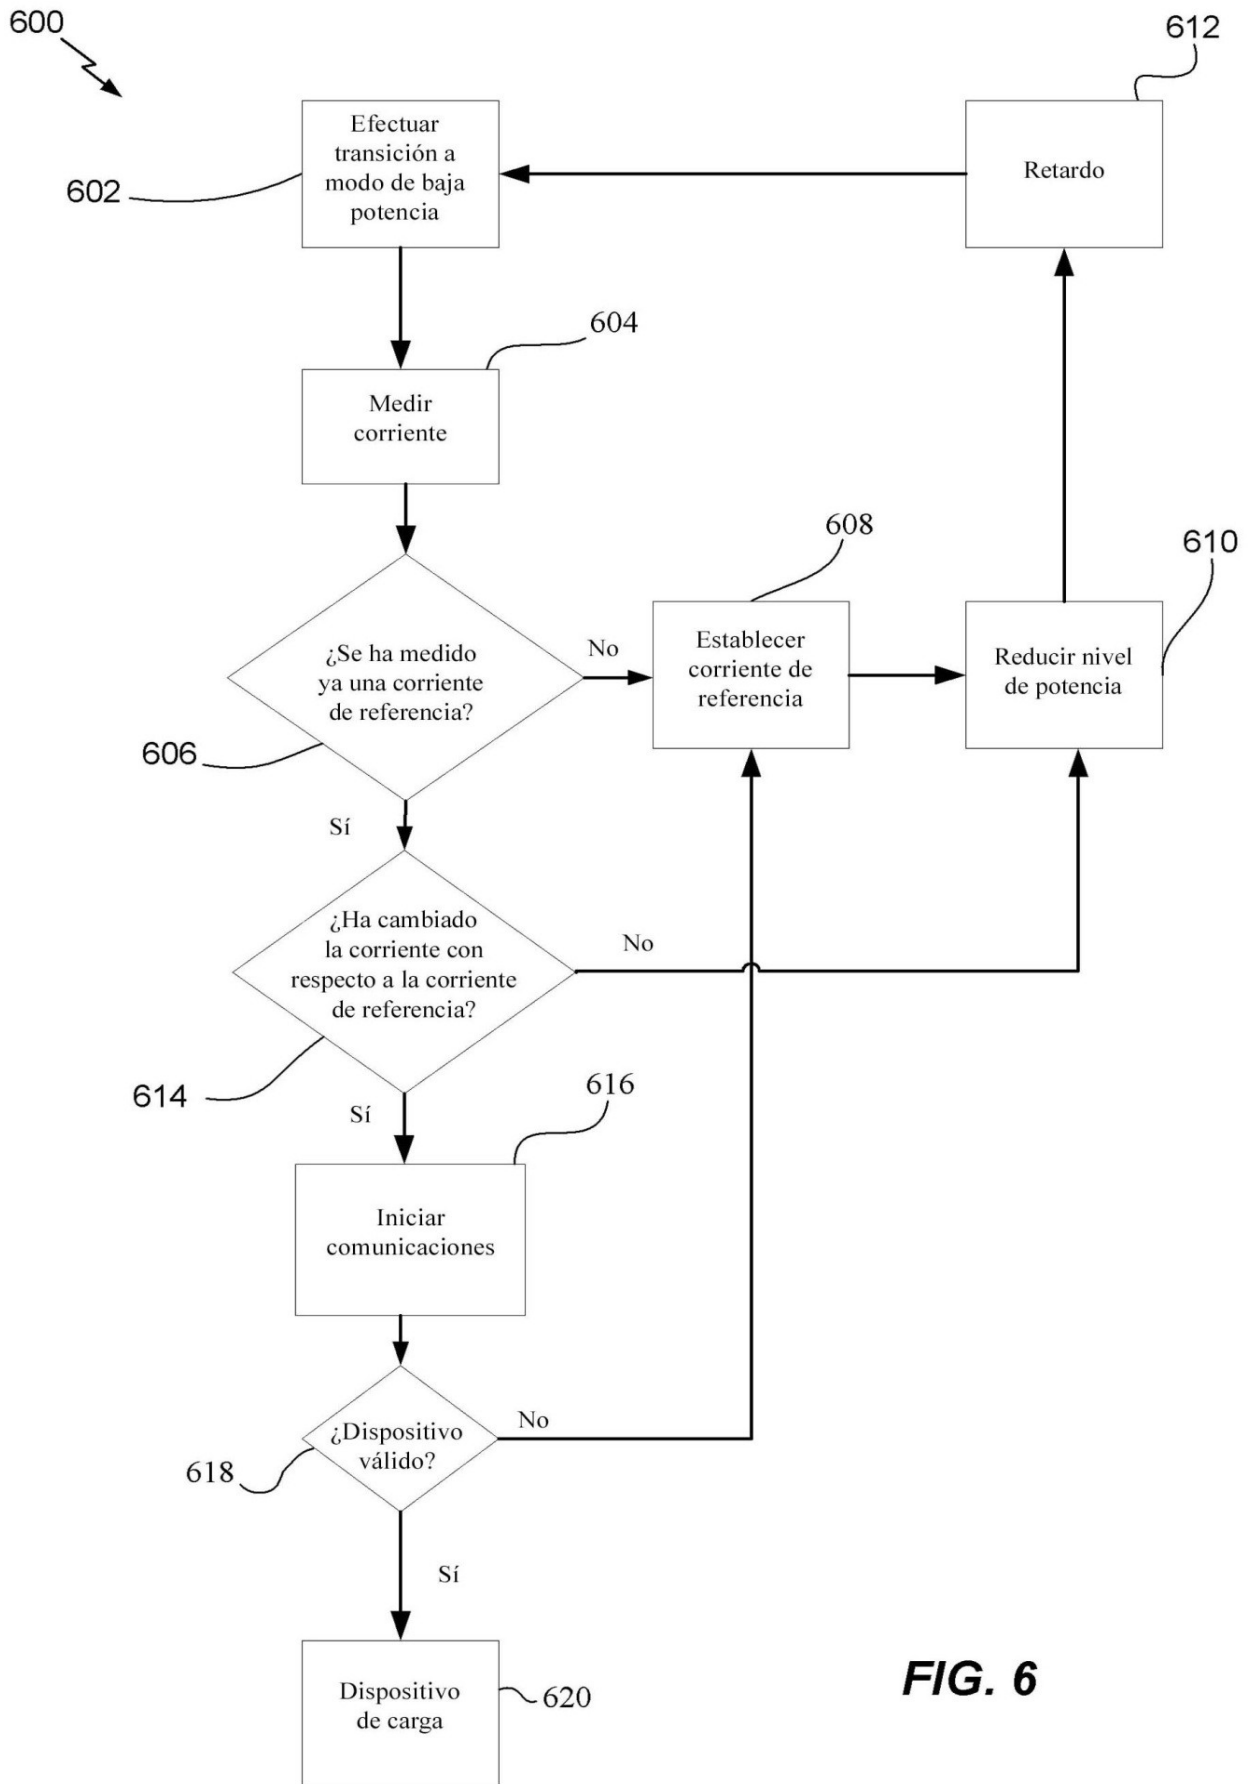 600
612
Efectuar
transición a
modo de baja
potencia
Retardo
602
604
Medir
corriente
608
610
¿Se ha medido
ya una corriente
de referencia?
No
Establecer
corriente de
referencia
Reducir nivel
de potencia
606
Sí
¿Ha cambiado
la corriente con
respecto a la corriente
de referencia?
No
614
Sí
616
Iniciar
comunicaciones
¿Dispositivo
válido?
No
618
Sí
Dispositivo
de carga
620
FIG. 6